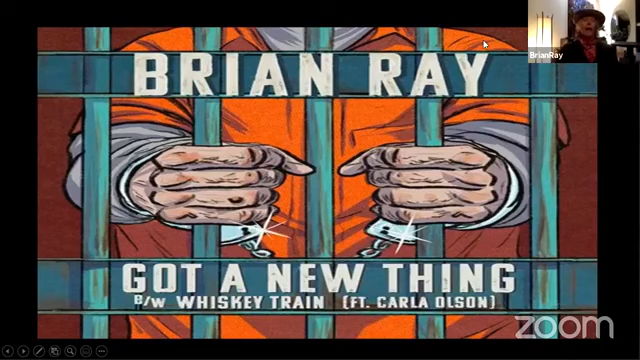 BRIAN RAY
BrianRay
GOT A NEW THING
B/W WHISKEY TRAIN (FT. CARLA OLSON)
zoom